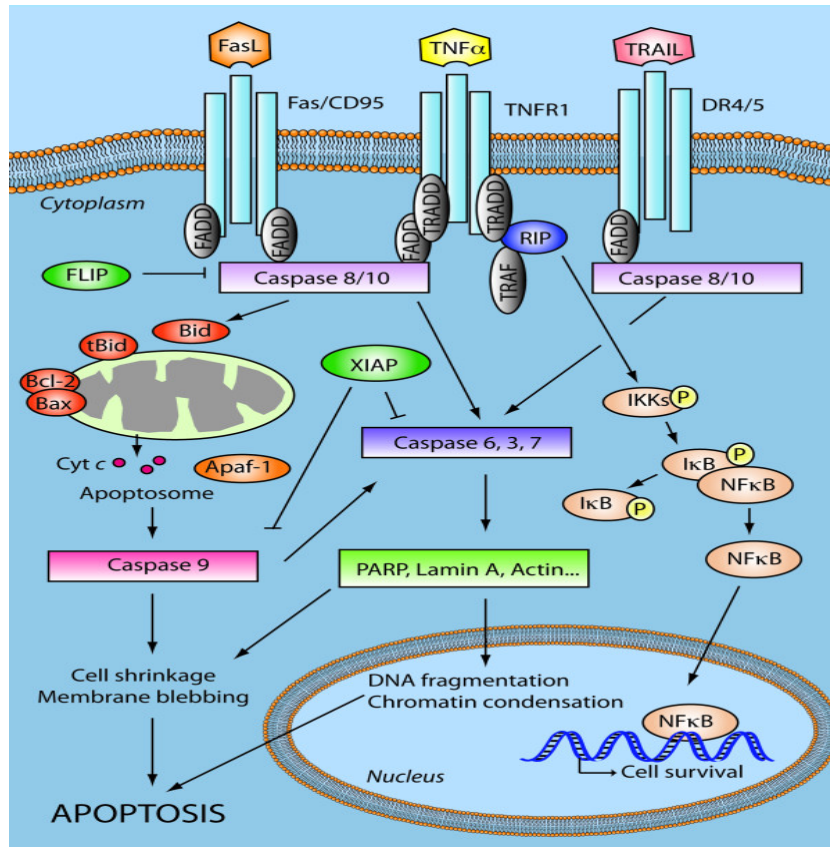 FasL
TNFα
TRAIL
Fas/CD95
TNFR1
DR4/5
Cytoplasm
FADD
FADD
FADD
TRADD
TRADD
RIP
TRAF
FADD
FLIP
Caspase 8/10
Caspase 8/10
Bid
tBid
Bcl-2
Bax
XIAP
IKKs P
Caspase 6, 3, 7
IκB P
NFκB
IκB P
Cyt c
Apaf-1
Apoptosome
Caspase 9
PARP, Lamin A, Actin...
NFκB
Cell shrinkage
Membrane blebbing
DNA fragmentation
Chromatin condensation
NFκB
Cell survival
Nucleus
APOPTOSIS